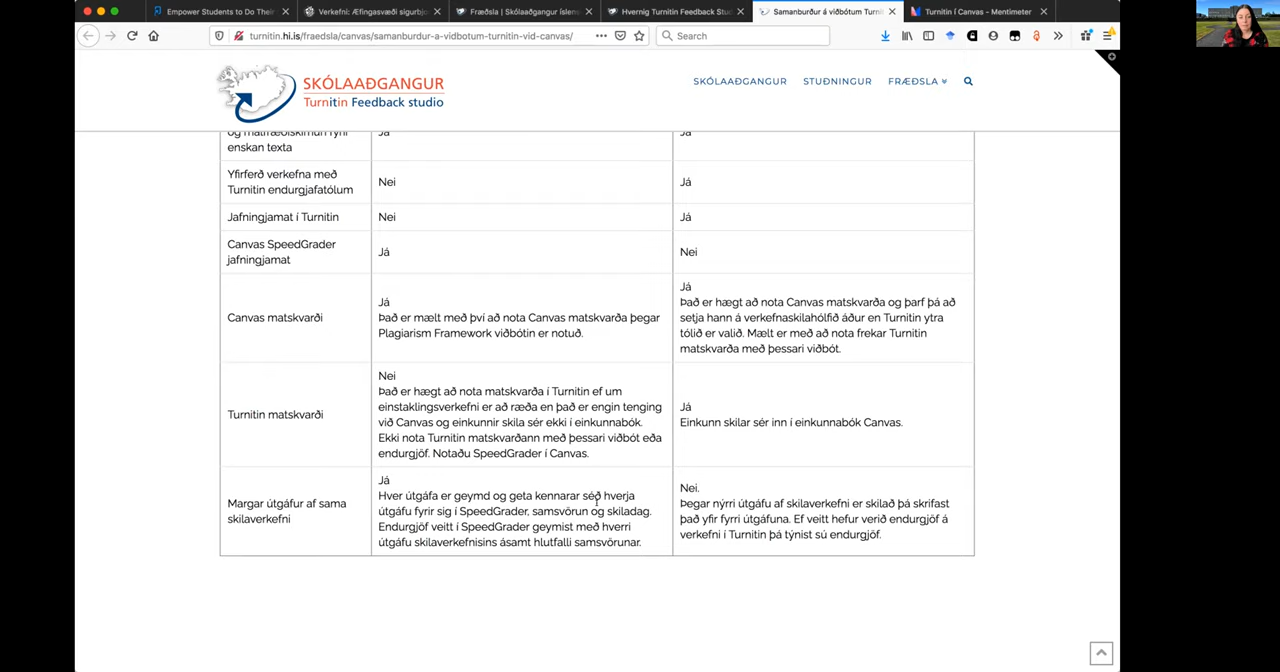 Empower Students to Do Their
Verkefni: Æfingasvæði sigurbj
Fræðsla | Skólaaðgangur íslen
Hvernig Turnitin Feedback Stud
Samanburður á viðbótum Turni
Turnitin í Canvas - Mentimeter
turnitin.hi.is/fraedsla/canvas/samanburdur-a-vidbotum-turnitin-vid-canvas/
Search
SKÓLAAÐGANGUR
Turnitin Feedback studio
SKÓLAAÐGANGUR STUÐNINGUR FRÆÐSLA
og málfræðiskimun fyrir
enskan texta
Já
Já
Yfirferð verkefna með
Turnitin endurgjafatólum
Nei
Já
Jafningjamat í Turnitin
Nei
Já
Canvas SpeedGrader
jafningjamat
Já
Nei
Canvas matskvarði
Já
Það er mælt með því að nota Canvas matskvarða þegar
Plagiarism Framework viðbótin er notuð.
Já
Það er hægt að nota Canvas matskvarða og þarf þá að
setja hann á verkefnaskilahólfið áður en Turnitin ytra
tólið er valið. Mælt er með að nota frekar Turnitin
matskvarða með þessari viðbót.
Turnitin matskvarði
Nei
Það er hægt að nota matskvarða í Turnitin ef um
einstaklingsverkefni er að ræða en það er engin tenging
við Canvas og einkunnir skila sér ekki í einkunnabók.
Ekki nota Turnitin matskvarðann með þessari viðbót eða
endurgjöf. Notaðu SpeedGrader í Canvas.
Já
Einkunn skilar sér inn í einkunnabók Canvas.
Margar útgáfur af sama
skilaverkefni
Já
Hver útgáfa er geymd og geta kennarar séð hverja
útgáfu fyrir sig í SpeedGrader, samsvörun og skiladag.
Endurgjöf veitt í SpeedGrader geymist með hverri
útgáfu skilaverkefnisins ásamt hlutfalli samsvörunar.
Nei.
Þegar nýrri útgáfu af skilaverkefni er skilað þá skrifast
það yfir fyrri útgáfuna. Ef veitt hefur verið endurgjöf á
verkefni í Turnitin þá týnist sú endurgjöf.